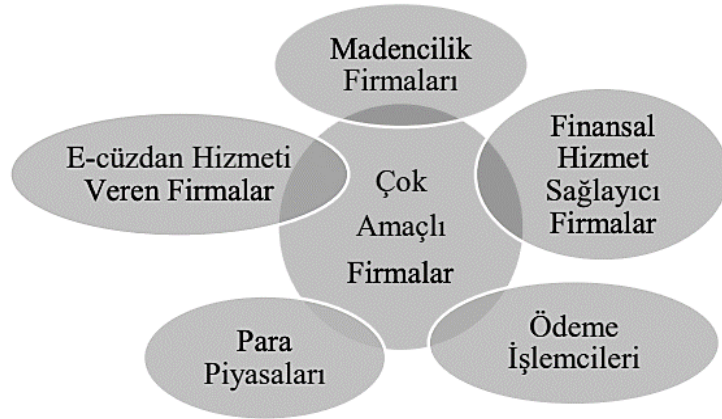 Madencilik
Firmaları
E-cüzdan Hizmeti
Veren Firmalar
Çok
Amaçlı
Firmalar
Finansal
Hizmet
Sağlayıcı
Firmalar
Para
Piyasaları
Ödeme
İşlemcileri